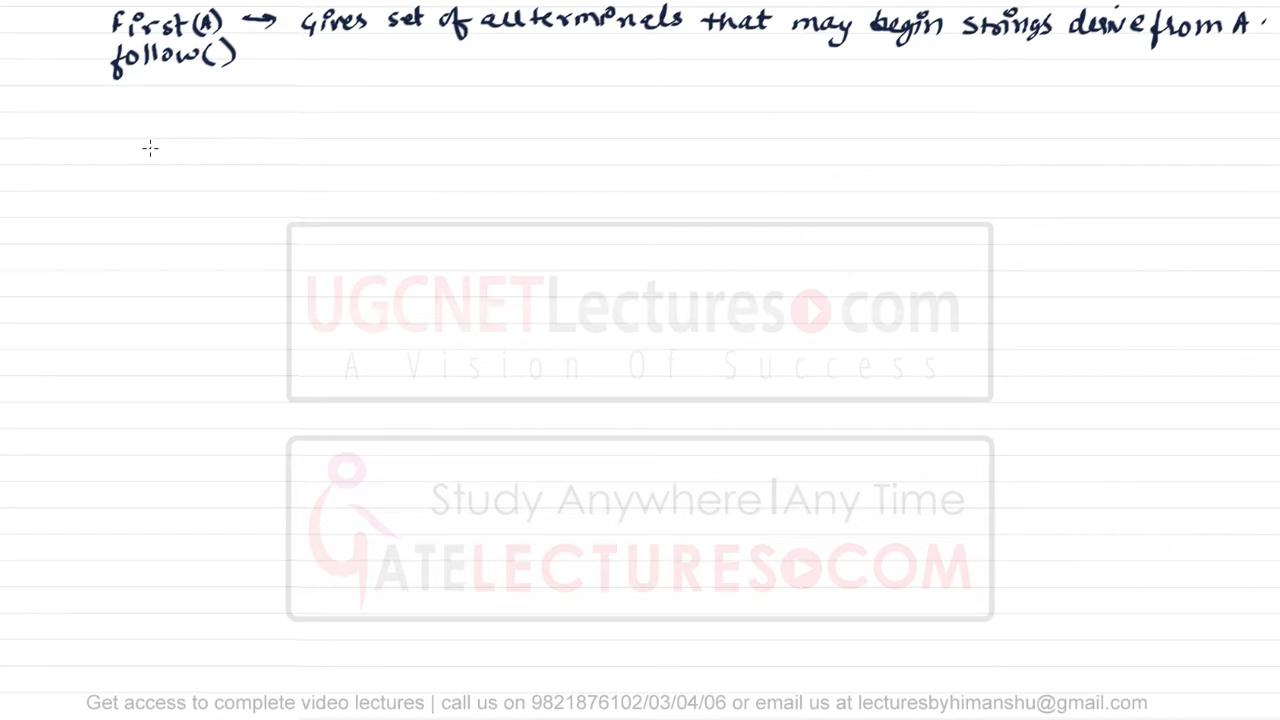 first(A) → Gives set of all terminals that may begin strings derive from A.
follow()
UGCNETLectures.com
A Vision Of Success
Study Anywhere|Any Time
GATELECTURES.COM
Get access to complete video lectures | call us on 9821876102/03/04/06 or email us at lecturesbyhimanshu@gmail.com